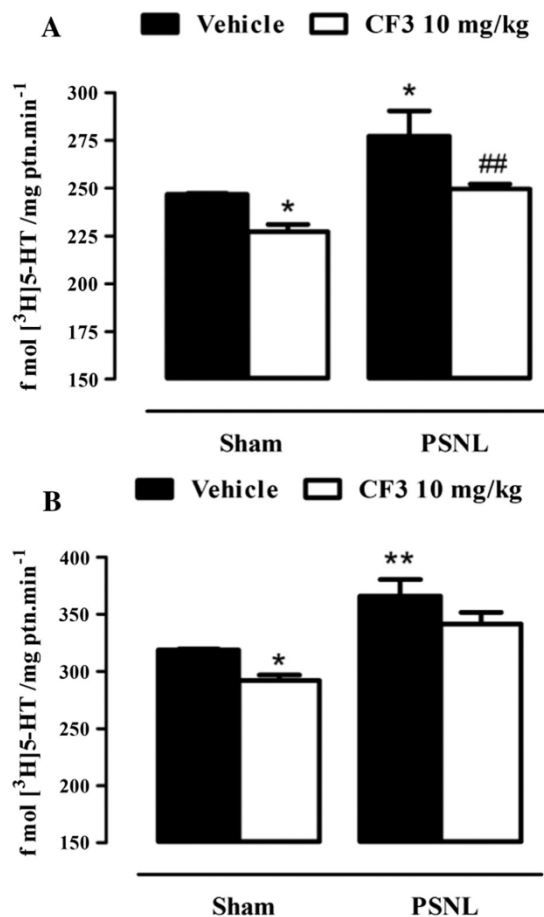 A
Vehicle CF3 10 mg/kg
f mol [³H]5-HT /mg ptn.min⁻¹
300
275
250
225
200
175
150
*
*
##
Sham PSNL
B
Vehicle CF3 10 mg/kg
f mol [³H]5-HT /mg ptn.min⁻¹
400
350
300
250
200
150
*
**
Sham PSNL